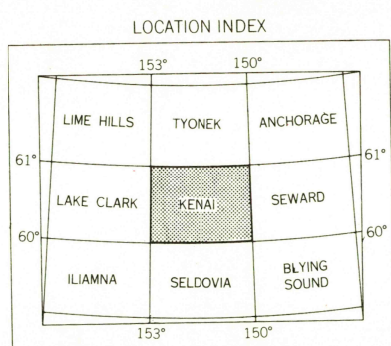 LOCATION INDEX
153° 150°
LIME HILLS TYONEK ANCHORAGE
61° 61°
LAKE CLARK KENAI SEWARD
60° 60°
ILIAMNA SELDOVIA BLYING
SOUND
153° 150°